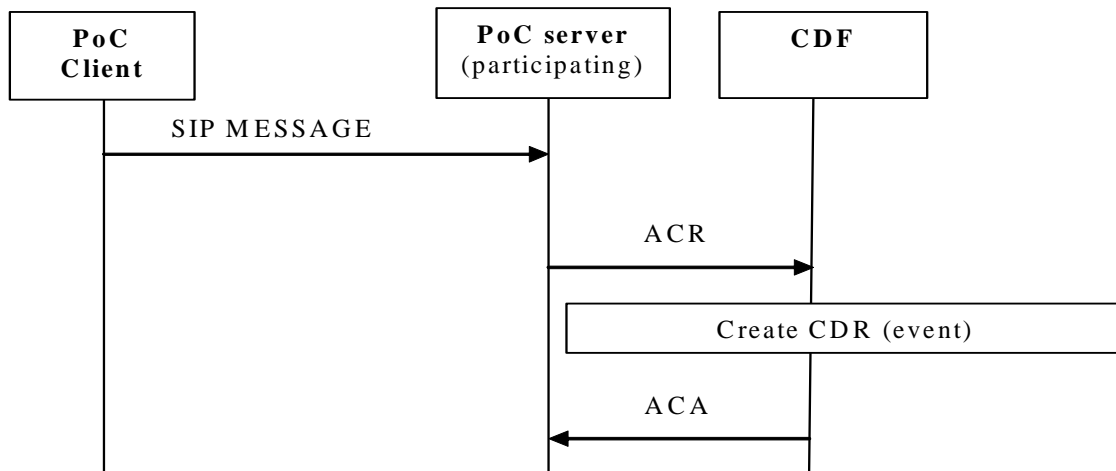 PoC
Client
PoC server
(participating)
CDF
SIP MESSAGE
ACR
Create CDR (event)
ACA